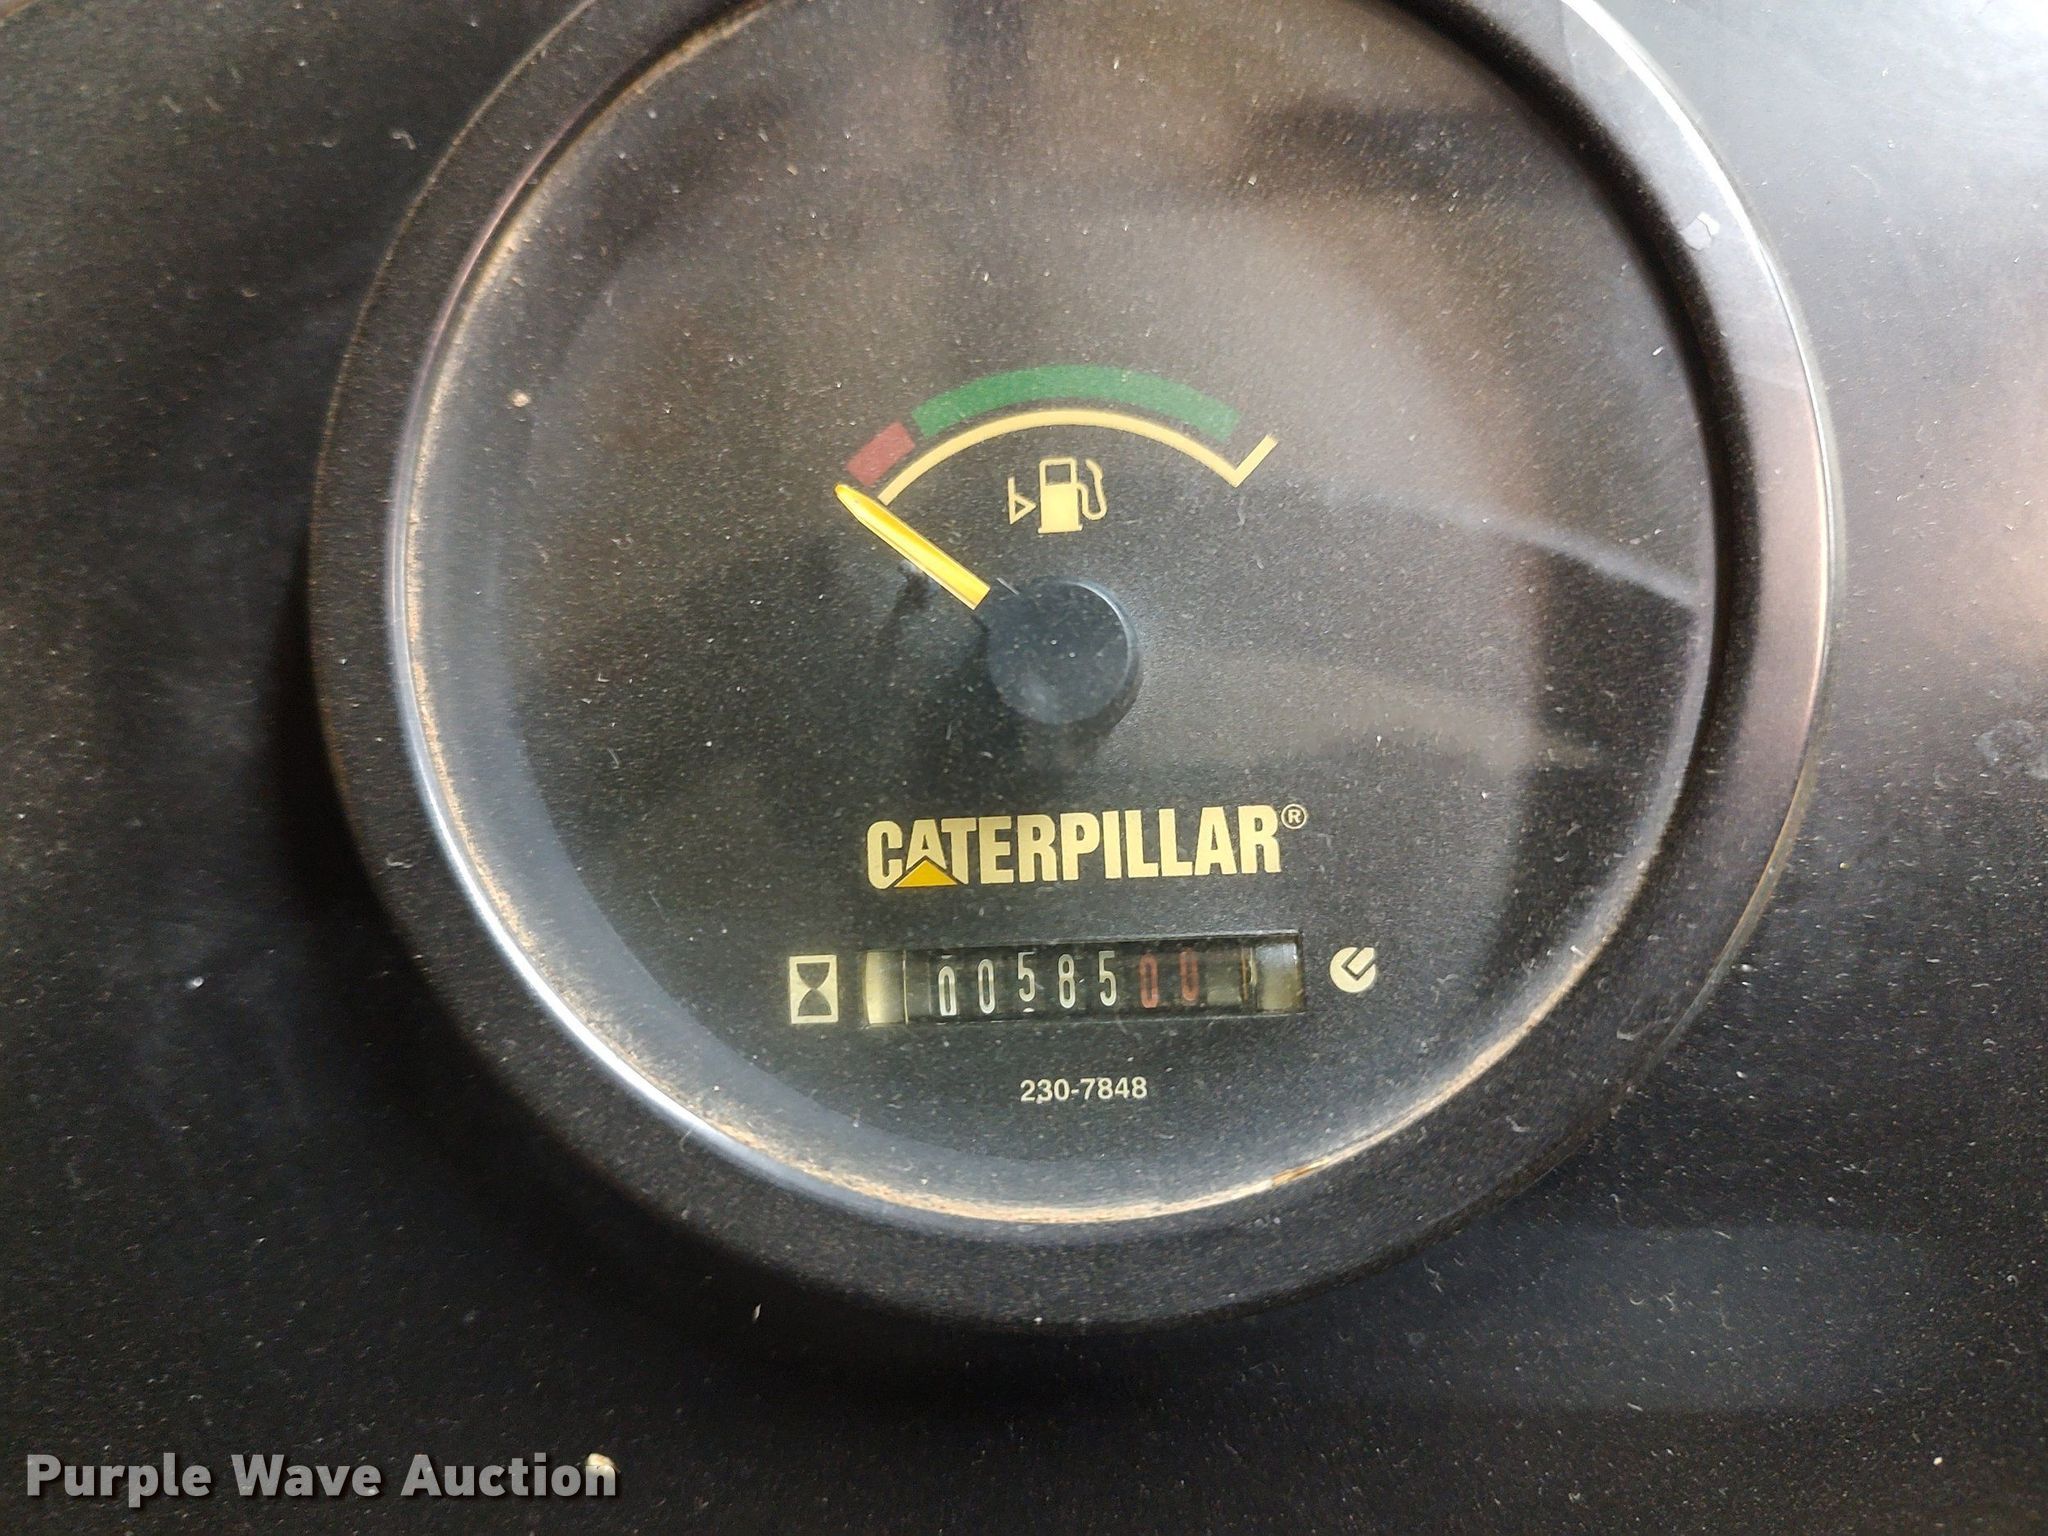 CATERPILLAR®
0058500
230-7848
Purple Wave Auction